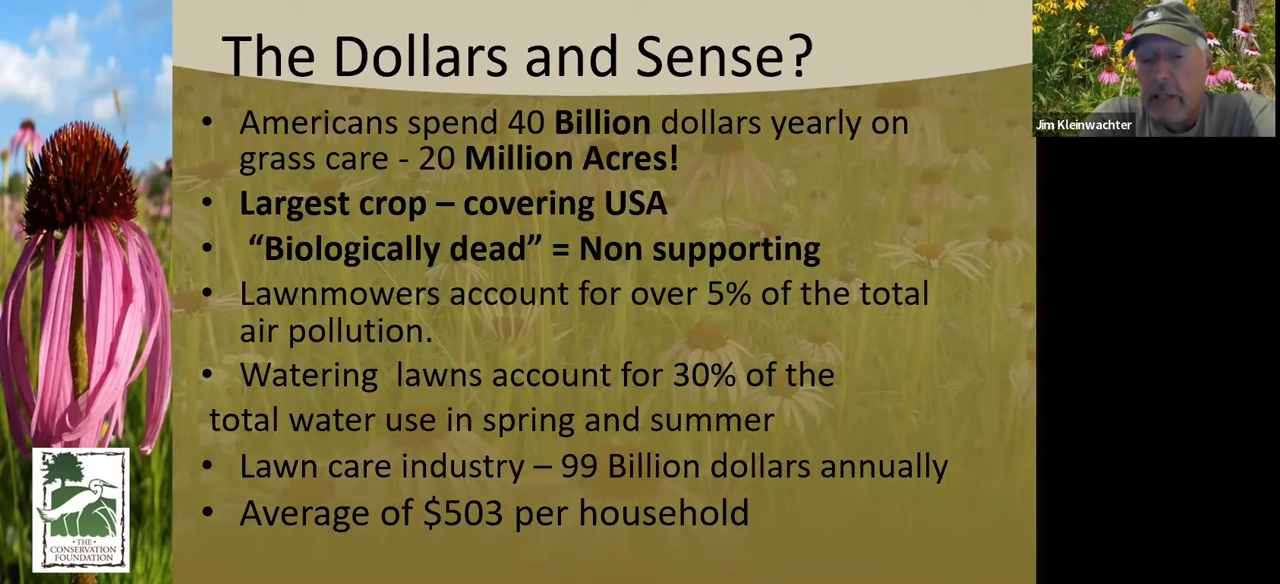 The Dollars and Sense?
Jim Kleinwachter
• Americans spend 40 Billion dollars yearly on
grass care - 20 Million Acres!
• Largest crop – covering USA
• “Biologically dead” = Non supporting
• Lawnmowers account for over 5% of the total
air pollution.
• Watering lawns account for 30% of the
total water use in spring and summer
• Lawn care industry – 99 Billion dollars annually
• Average of $503 per household
• THE •
CONSERVATION
FOUNDATION